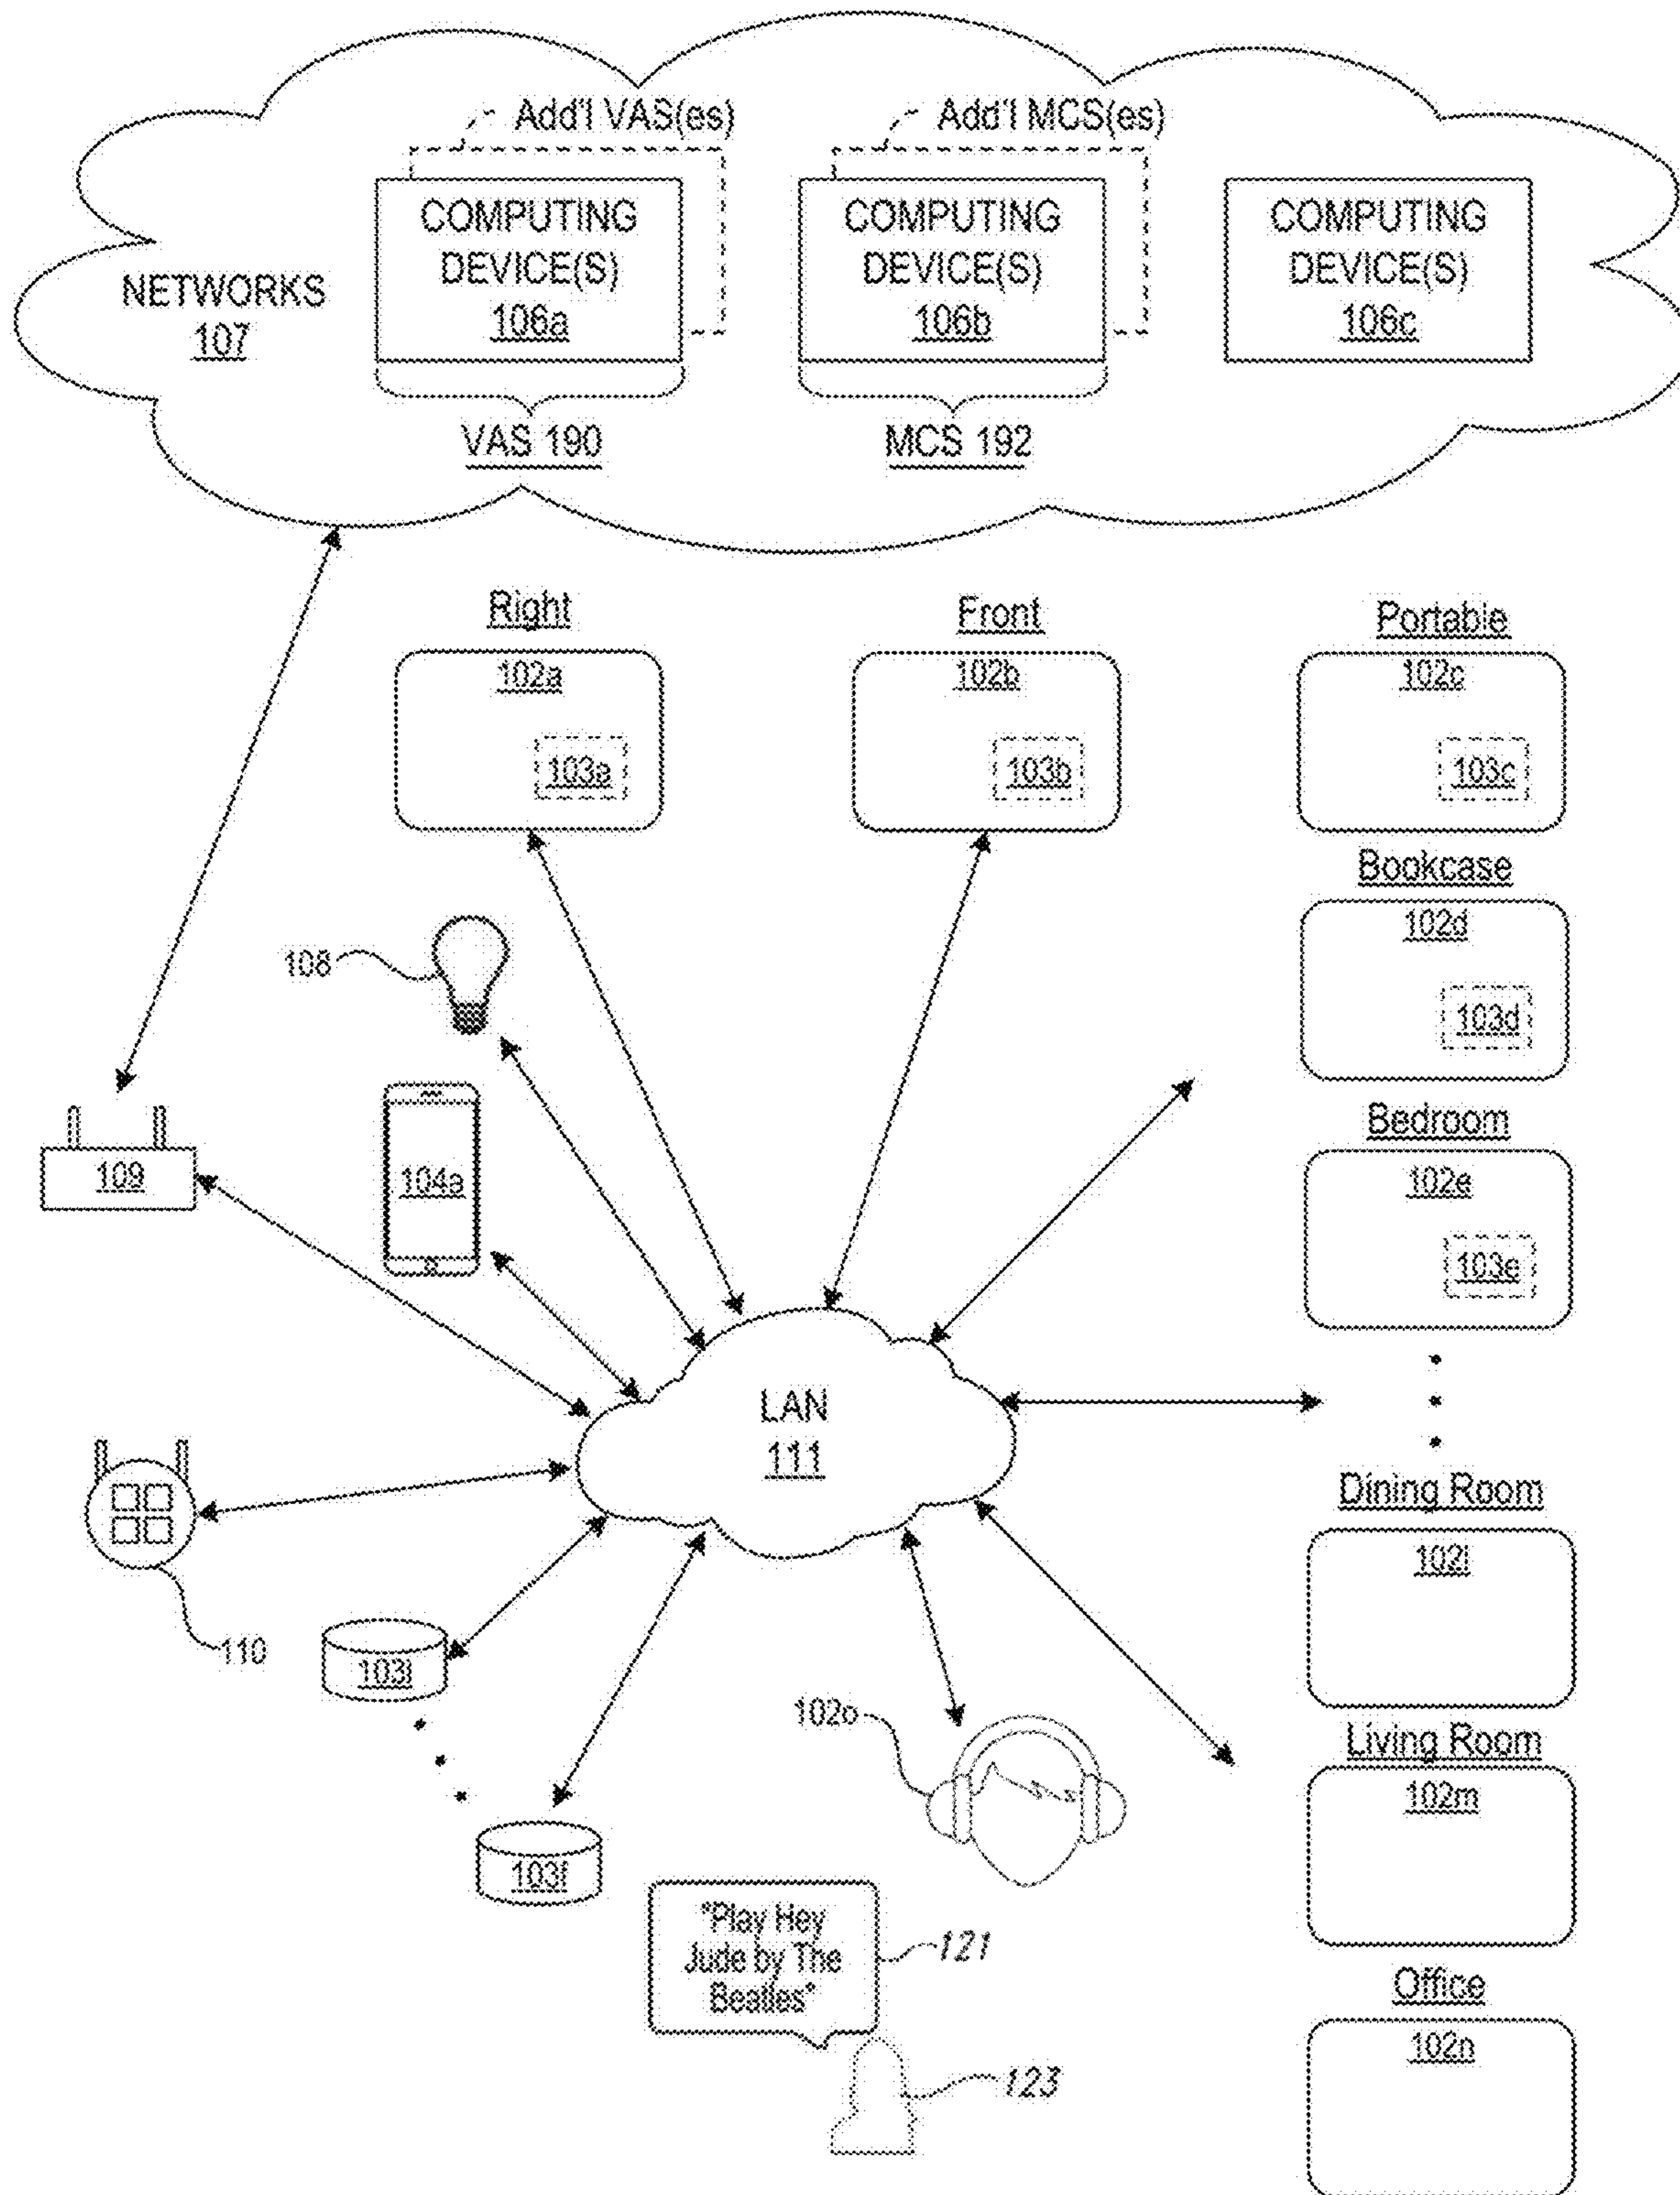 Add'l VAS(es)
Add'l MCS(es)
COMPUTING
DEVICE(S)
106a
COMPUTING
DEVICE(S)
106b
COMPUTING
DEVICE(S)
106c
NETWORKS
107
VAS 190
MCS 192
Right
102a
103a
Front
102b
103b
Portable
102c
103c
Bookcase
102d
103d
108
Bedroom
102e
103e
109
104a
LAN
111
Dining Room
102l
110
103l
102o
Living Room
102m
103f
"Play Hey
Jude by The
Beatles"
121
Office
102n
123